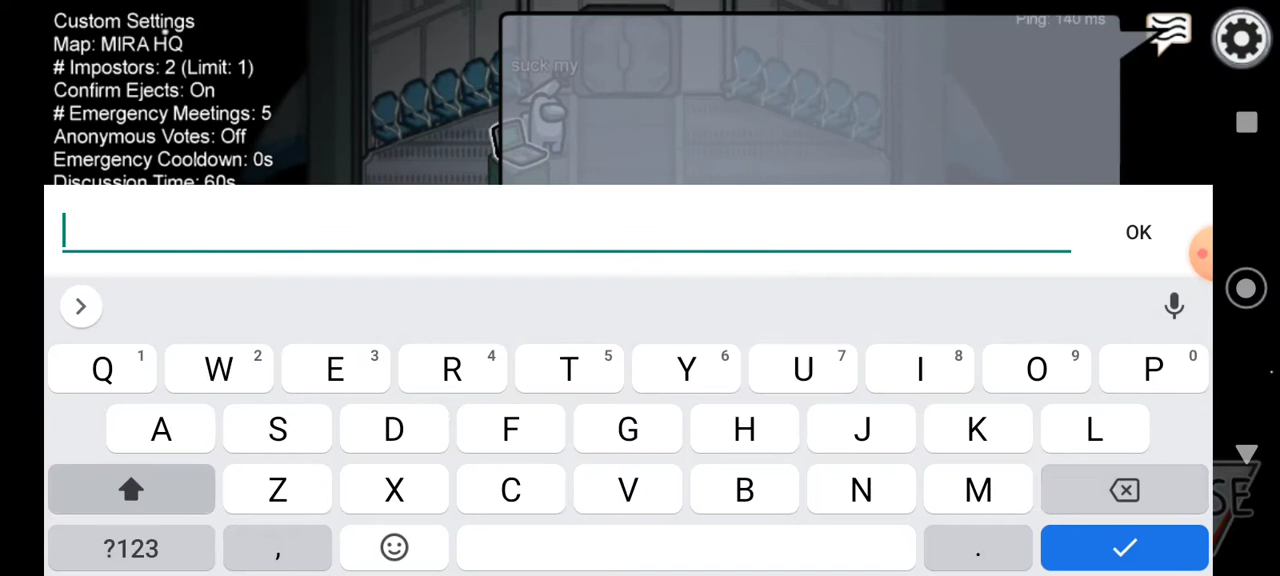 Custom Settings
Map: MIRA HQ
# Impostors: 2 (Limit: 1)
Confirm Ejects: On
# Emergency Meetings: 5
Anonymous Votes: Off
Emergency Cooldown: 0s
Discussion Time: 60s
Ping: 140 ms
suck my
OK
Q 1 W 2 E 3 R 4 T 5 Y 6 U 7 I 8 O 9 P 0
A S D F G H J K L
Z X C V B N M
?123 , .
SE